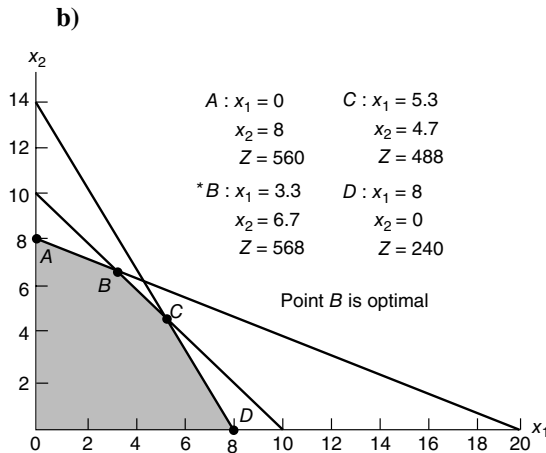 b)
x2
14
12
10
8
6
4
2
A : x1 = 0
x2 = 8
Z = 560
*B : x1 = 3.3
x2 = 6.7
Z = 568
C : x1 = 5.3
x2 = 4.7
Z = 488
D : x1 = 8
x2 = 0
Z = 240
Point B is optimal
A
B
C
D
0 2 4 6 8 10 12 14 16 18 20 x1